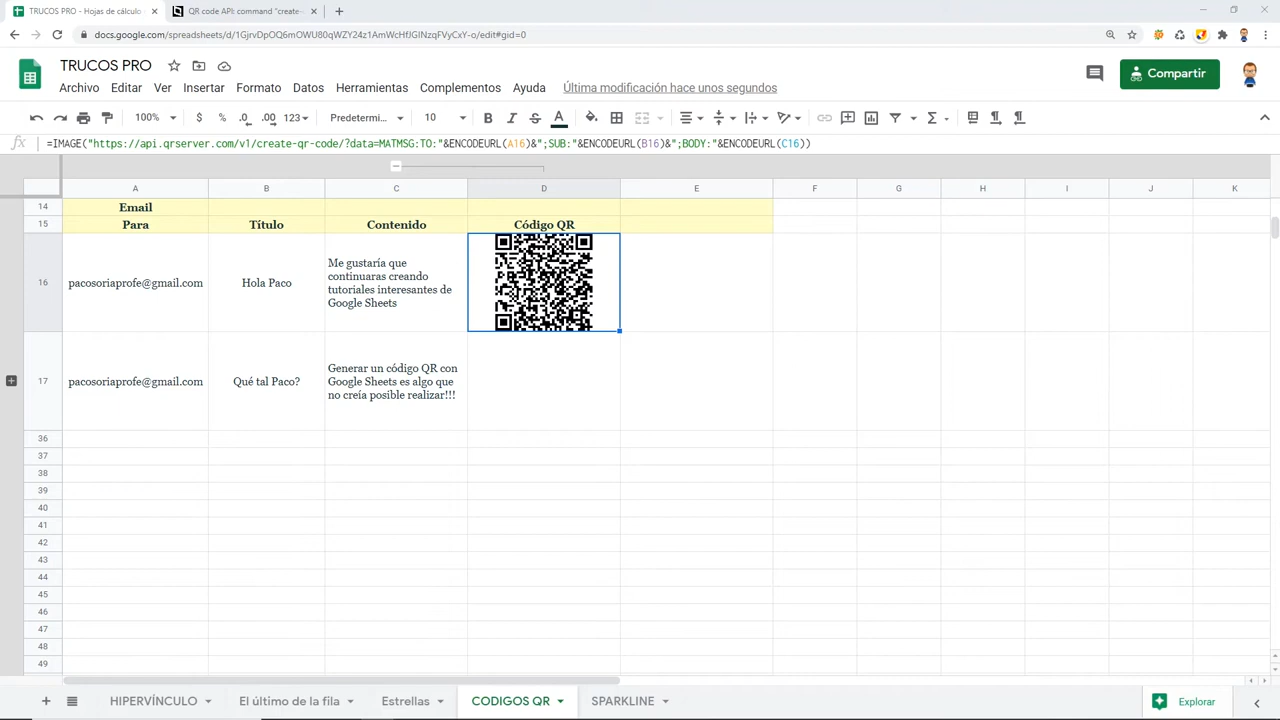 TRUCOS PRO - Hojas de cálculo
QR code API: command "create-
docs.google.com/spreadsheets/d/1GjrvDpOQ6mOWU80qWZY24z1AmWcHfJGINzqFVyCxY-o/edit#gid=0
TRUCOS PRO
Archivo Editar Ver Insertar Formato Datos Herramientas Complementos Ayuda Última modificación hace unos segundos
Compartir
100% $ % .0 .00 123 Predetermi... 10 B I S A
=IMAGE("https://api.qrserver.com/v1/create-qr-code/?data=MATMSG:TO:"&ENCODEURL(A16)&";SUB:"&ENCODEURL(B16)&";BODY:"&ENCODEURL(C16))
A B C D E F G H I J K
14 Email
15 Para Título Contenido Código QR
16 pacosoriaprofe@gmail.com Hola Paco
Me gustaría que
continuaras creando
tutoriales interesantes de
Google Sheets
17 pacosoriaprofe@gmail.com Qué tal Paco?
Generar un código QR con
Google Sheets es algo que
no creía posible realizar!!!
36
37
38
39
40
41
42
43
44
45
46
47
48
49
HIPERVÍNCULO El último de la fila Estrellas CODIGOS QR SPARKLINE Explorar